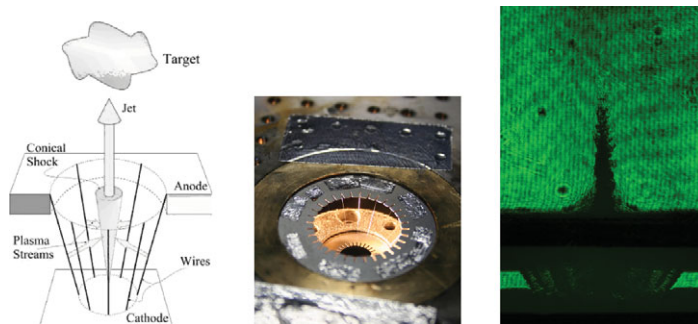 Target
Jet
Conical
Shock
Anode
Plasma
Streams
Wires
Cathode